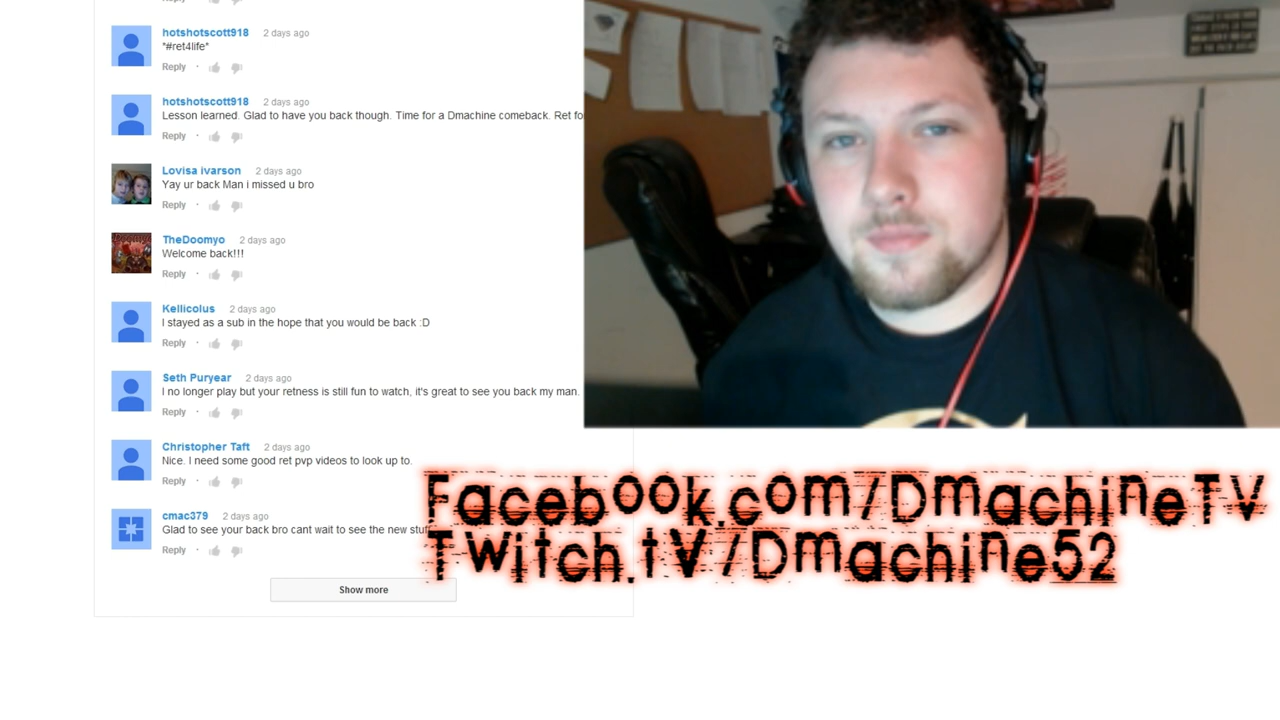 Reply
hotshotscott918 2 days ago
"#ret4life"
Reply ·
hotshotscott918 2 days ago
Lesson learned. Glad to have you back though. Time for a Dmachine comeback. Ret fo
Reply ·
Lovisa ivarson 2 days ago
Yay ur back Man i missed u bro
Reply ·
TheDoomyo 2 days ago
Welcome back!!!
Reply ·
Kellicolus 2 days ago
I stayed as a sub in the hope that you would be back :D
Reply ·
Seth Puryear 2 days ago
I no longer play but your retness is still fun to watch, it's great to see you back my man.
Reply ·
Christopher Taft 2 days ago
Nice. I need some good ret pvp videos to look up to.
Reply ·
cmac379 2 days ago
Glad to see your back bro cant wait to see the new stuff
Reply ·
Show more
Facebook.com/DmachineTV
Twitch.tV/Dmachine52